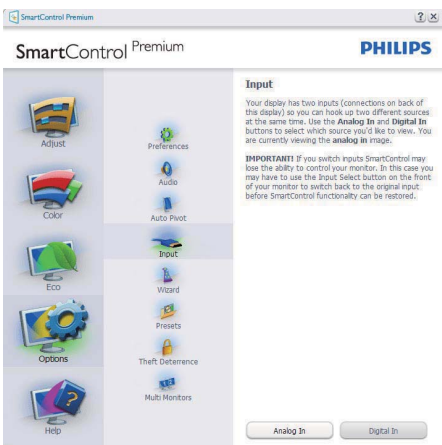 SmartControl Premium
SmartControl Premium
PHILIPS
Adjust
Color
Eco
Options
Help
Preferences
Audio
Auto Pivot
Input
Wizard
Presets
Theft Deterrence
Multi Monitors
Input
Your display has two inputs (connections on back of
this display) so you can hook up two different sources
at the same time. Use the Analog In and Digital In
buttons to select which source you'd like to view. You
are currently viewing the analog in image.
IMPORTANT! If you switch inputs SmartControl may
lose the abilty to control your monitor. In this case you
may have to use the Input Select button on the front
of your monitor to switch back to the original input
before SmartControl functionality can be restored.
Analog In
Digital In